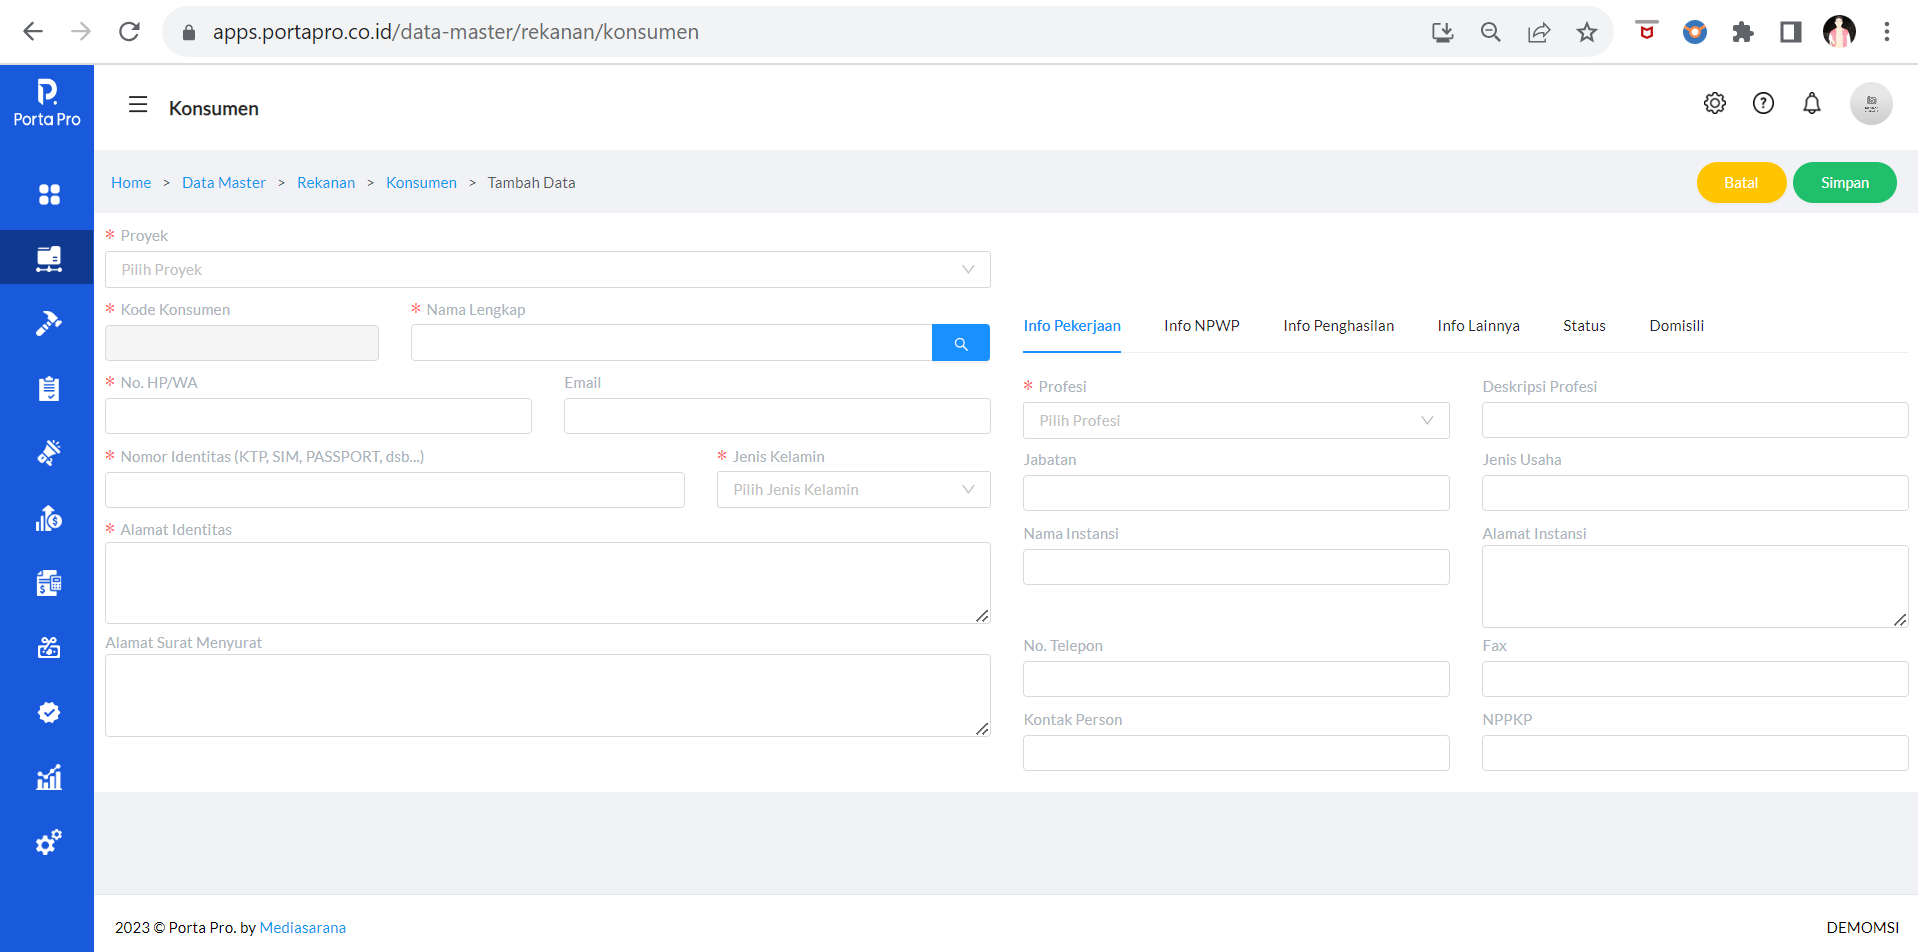 apps.portapro.co.id/data-master/rekanan/konsumen
Porta Pro
Konsumen
Home > Data Master > Rekanan > Konsumen > Tambah Data
Batal Simpan
* Proyek
Pilih Proyek
* Kode Konsumen * Nama Lengkap
* No. HP/WA Email
* Nomor Identitas (KTP, SIM, PASSPORT, dsb...) * Jenis Kelamin
Pilih Jenis Kelamin
* Alamat Identitas
Alamat Surat Menyurat
Info Pekerjaan Info NPWP Info Penghasilan Info Lainnya Status Domisili
* Profesi Deskripsi Profesi
Pilih Profesi
Jabatan Jenis Usaha
Nama Instansi Alamat Instansi
No. Telepon Fax
Kontak Person NPPKP
2023 © Porta Pro. by Mediasarana DEMOMSI